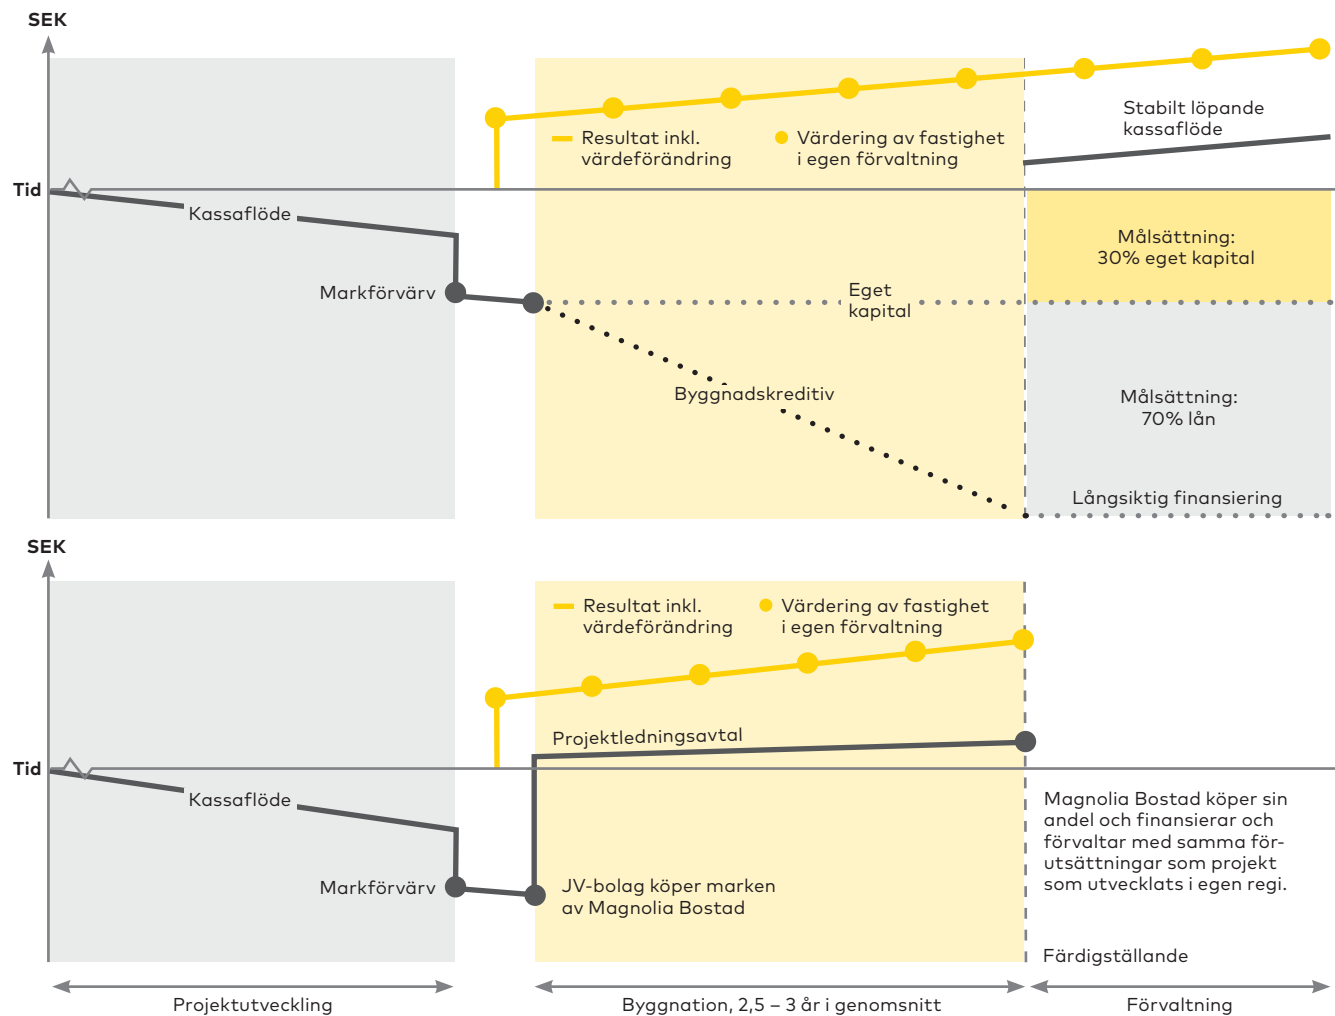 SEK
Stabilt löpande
kassaflöde
Resultat inkl.
värdeförändring
Värdering av fastighet
i egen förvaltning
Tid
Kassaflöde
Målsättning:
30% eget kapital
Markförvärv
Eget
kapital
Byggnadskreditiv
Målsättning:
70% lån
Långsiktig finansiering
SEK
Resultat inkl.
värdeförändring
Värdering av fastighet
i egen förvaltning
Projektledningsavtal
Tid
Kassaflöde
Magnolia Bostad köper sin
andel och finansierar och
förvaltar med samma för-
utsättningar som projekt
som utvecklats i egen regi.
Markförvärv
JV-bolag köper marken
av Magnolia Bostad
Färdigställande
Projektutveckling
Byggnation, 2,5 – 3 år i genomsnitt
Förvaltning